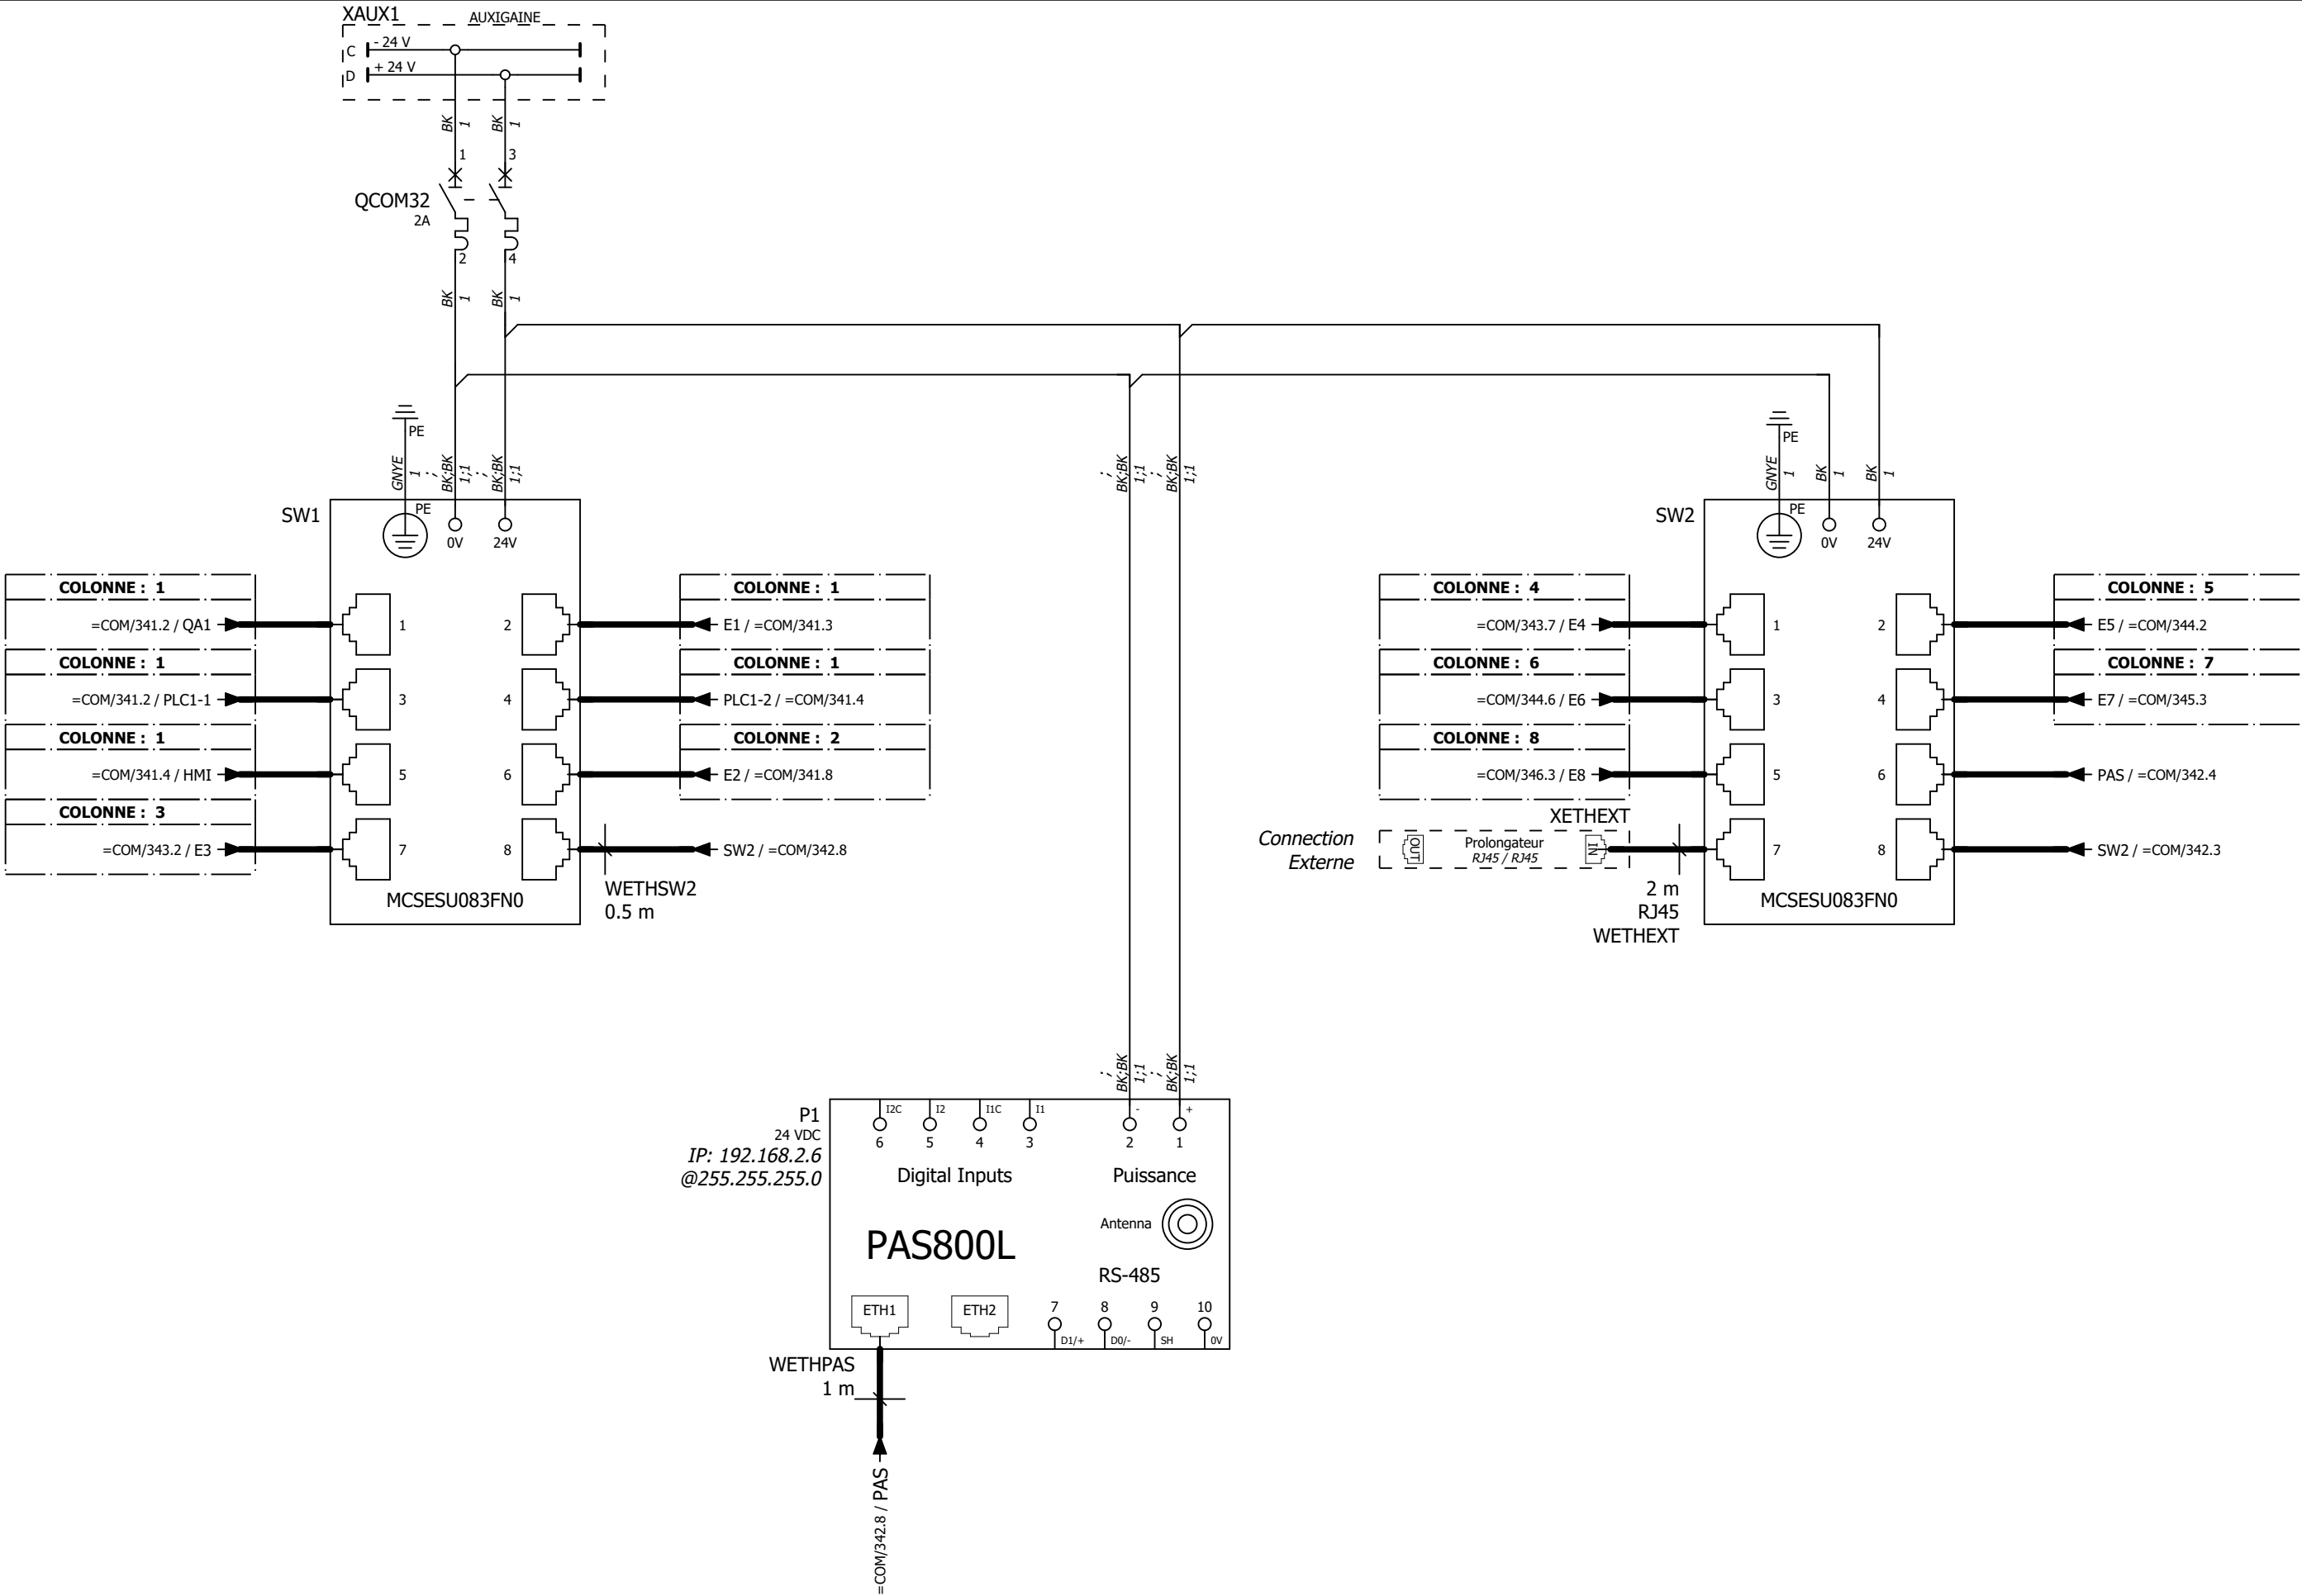 XAUX1
AUXIGAINE
C - 24 V
D + 24 V
BK 1 BK 1
1 3
QCOM32
2A
2 4
BK 1 BK 1
PE
PE
GNYE 1 ; BK;BK 1;1 ; BK;BK 1;1
; BK;BK 1;1 ; BK;BK 1;1
GNYE 1 BK 1 BK 1
SW1
PE
0V 24V
SW2
PE
0V 24V
COLONNE : 1
=COM/341.2 / QA1
1 2
COLONNE : 1
E1 / =COM/341.3
COLONNE : 1
=COM/341.2 / PLC1-1
3 4
COLONNE : 1
PLC1-2 / =COM/341.4
COLONNE : 1
=COM/341.4 / HMI
5 6
COLONNE : 2
E2 / =COM/341.8
COLONNE : 3
=COM/343.2 / E3
7 8
SW2 / =COM/342.8
MCSESU083FN0
WETHSW2
0.5 m
COLONNE : 4
=COM/343.7 / E4
1 2
COLONNE : 5
E5 / =COM/344.2
COLONNE : 6
=COM/344.6 / E6
3 4
COLONNE : 7
E7 / =COM/345.3
COLONNE : 8
=COM/346.3 / E8
5 6
PAS / =COM/342.4
XETHEXT
Connection
Externe
OUT
Prolongateur
RJ45 / RJ45
IN
7 8
SW2 / =COM/342.3
2 m
RJ45
WETHEXT
MCSESU083FN0
; BK;BK 1;1 ; BK;BK 1;1
P1
24 VDC
IP: 192.168.2.6
@255.255.255.0
I2C I2 I1C I1 - +
6 5 4 3 2 1
Digital Inputs
Puissance
Antenna
PAS800L
RS-485
ETH1
ETH2
7 8 9 10
D1/+ D0/- SH 0V
WETHPAS
1 m
=COM/342.8 / PAS